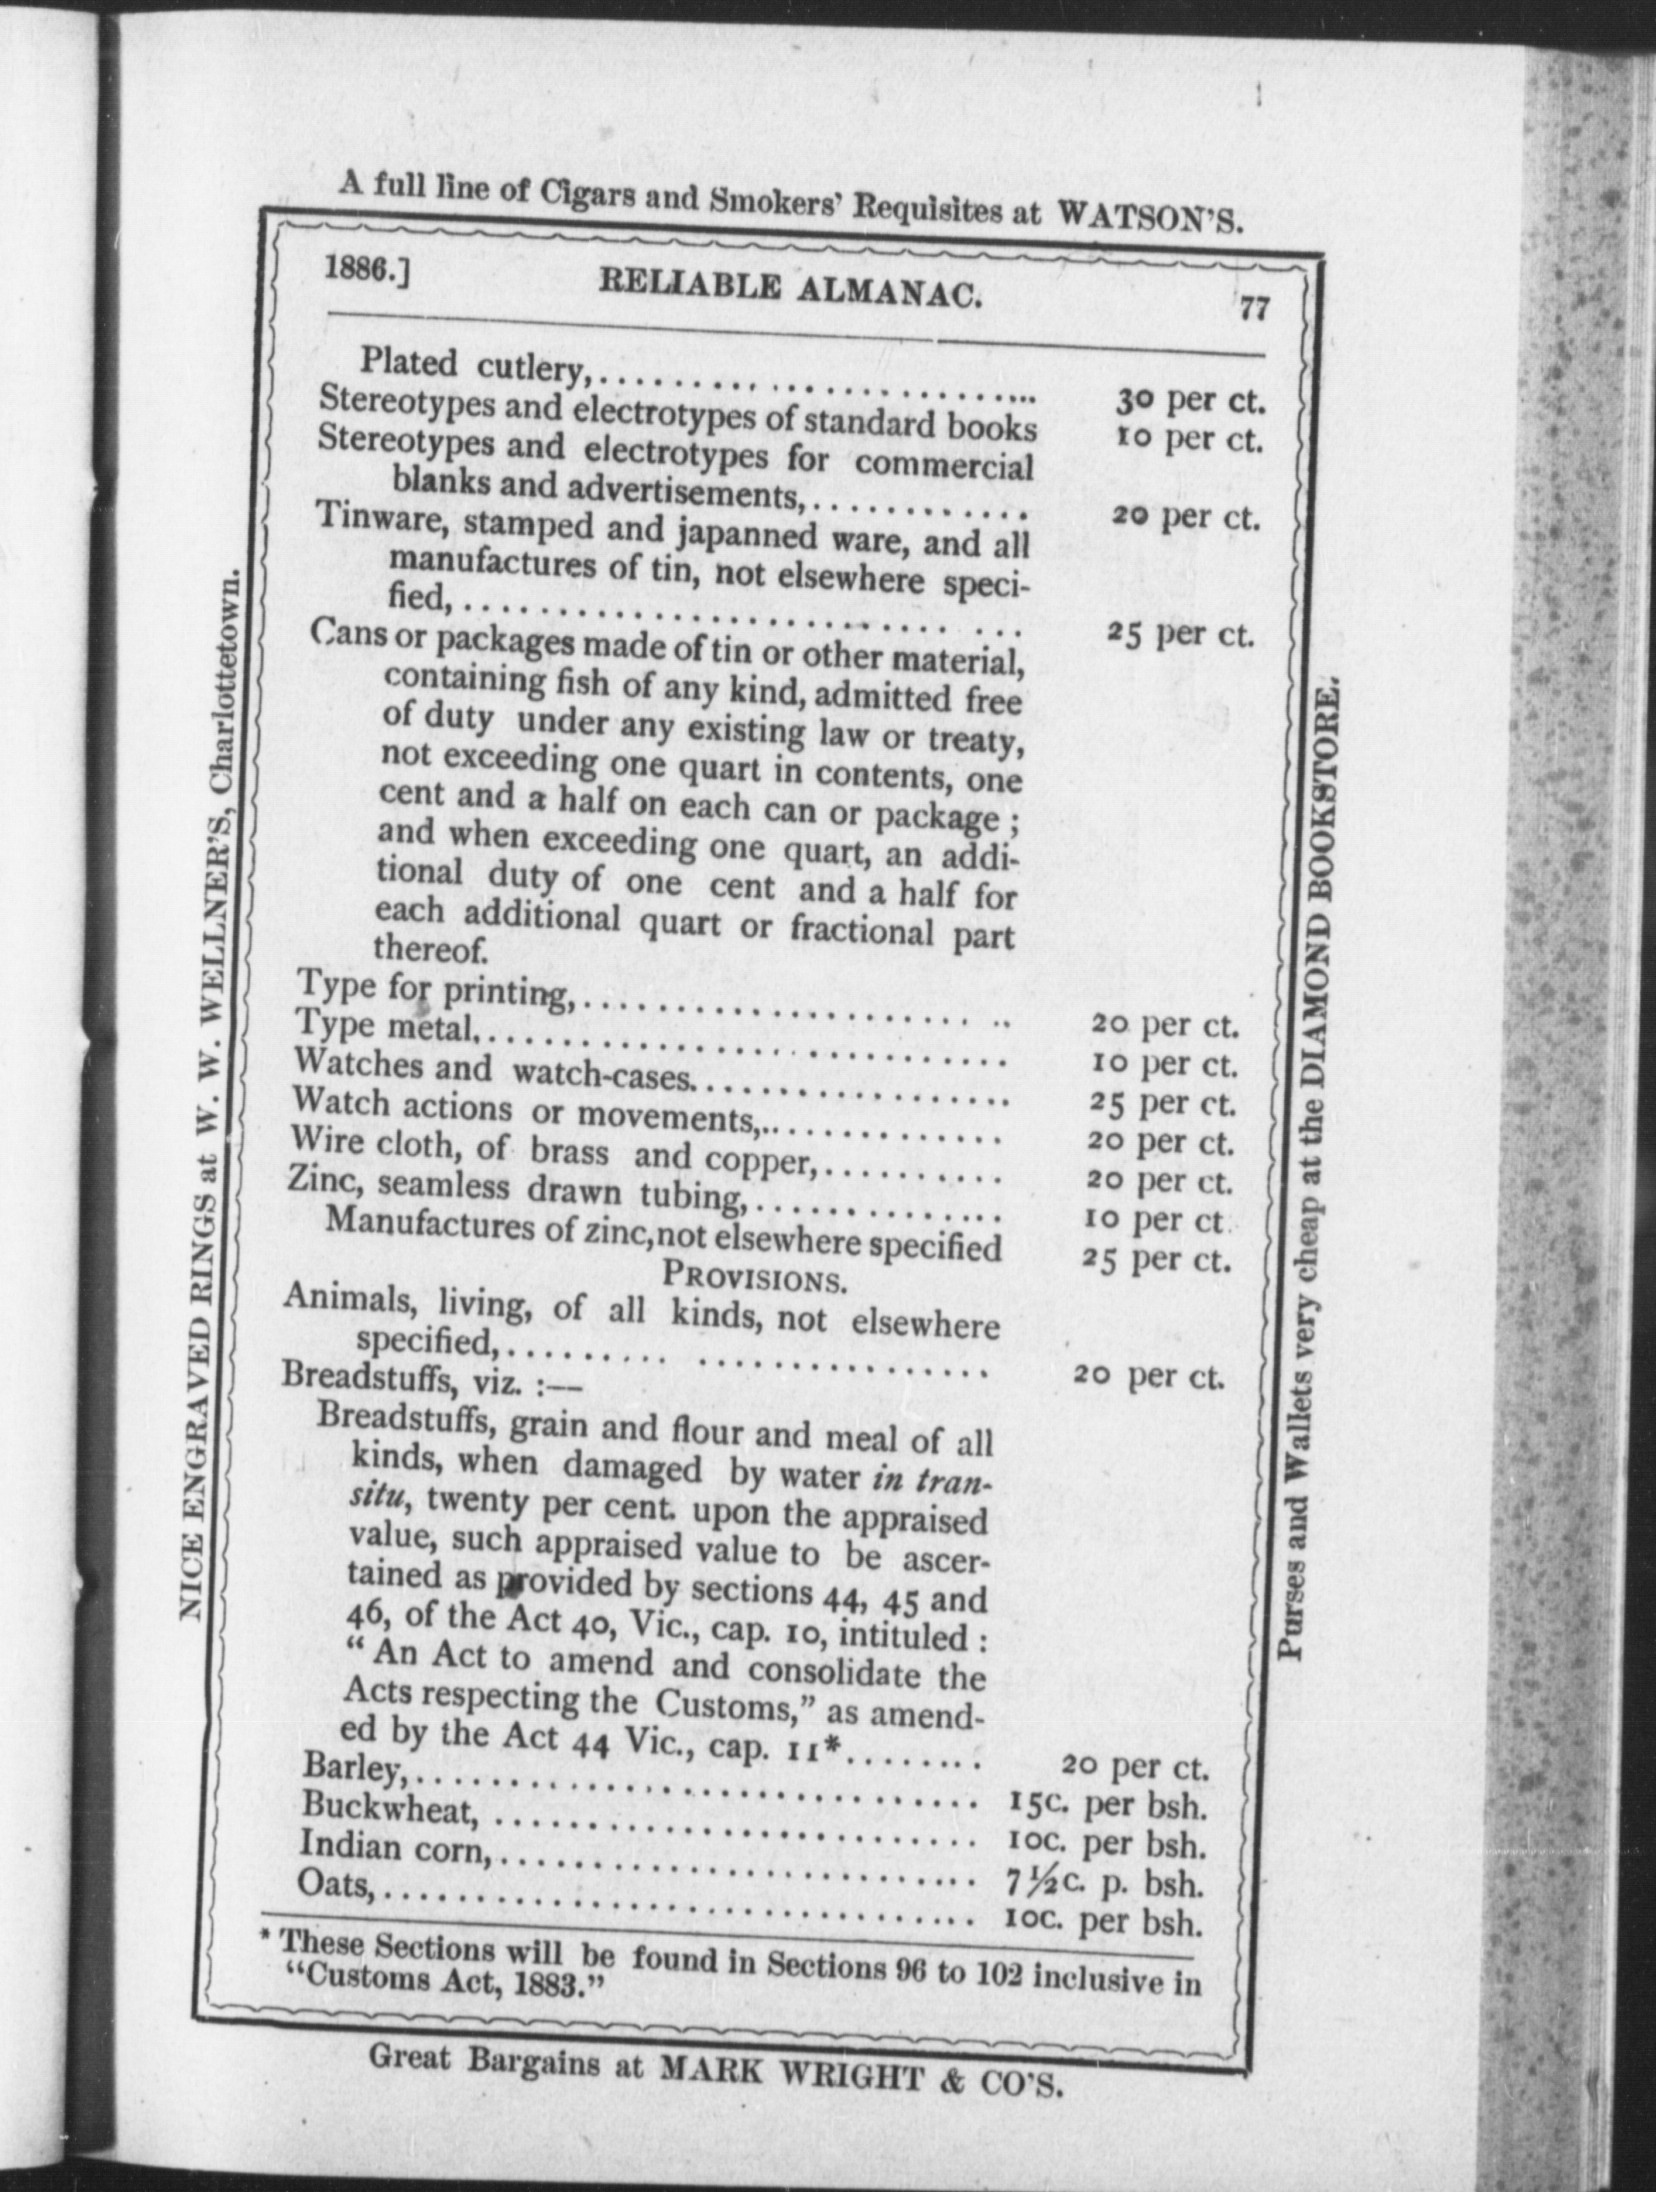 A full line of Cigars and Smokers' Requisites at WATSON'S.
1886.] RELIABLE ALMANAC. 77
Plated cutlery,........................... 30 per ct.
Stereotypes and electrotypes of standard books 10 per ct.
Stereotypes and electrotypes for commercial
blanks and advertisements,............ 20 per ct.
Tinware, stamped and japanned ware, and all
manufactures of tin, not elsewhere speci-
fied,............................. 25 per ct.
Cans or packages made of tin or other material,
containing fish of any kind, admitted free
of duty under any existing law or treaty,
not exceeding one quart in contents, one
cent and a half on each can or package ;
and when exceeding one quart, an addi-
tional duty of one cent and a half for
each additional quart or fractional part
thereof.
Type for printing,....................... 20 per ct.
Type metal,............................ 10 per ct.
Watches and watch-cases.................. 25 per ct.
Watch actions or movements,.............. 20 per ct.
Wire cloth, of brass and copper,.......... 20 per ct.
Zinc, seamless drawn tubing,.............. 10 per ct.
Manufactures of zinc,not elsewhere specified 25 per ct.
PROVISIONS.
Animals, living, of all kinds, not elsewhere
specified,......................... 20 per ct.
Breadstuffs, viz. :—
Breadstuffs, grain and flour and meal of all
kinds, when damaged by water in tran-
situ, twenty per cent. upon the appraised
value, such appraised value to be ascer-
tained as provided by sections 44, 45 and
46, of the Act 40, Vic., cap. 10, intituled :
“ An Act to amend and consolidate the
Acts respecting the Customs,” as amend-
ed by the Act 44 Vic., cap. 11*........ 20 per ct.
Barley,.............................. 15c. per bsh.
Buckwheat, .......................... 10c. per bsh.
Indian corn,.......................... 7½c. p. bsh.
Oats,................................ 10c. per bsh.
* These Sections will be found in Sections 96 to 102 inclusive in
“Customs Act, 1883.”
Great Bargains at MARK WRIGHT & CO'S.
NICE ENGRAVED RINGS at W. W. WELLNER'S, Charlottetown.
Purses and Wallets very cheap at the DIAMOND BOOKSTORE.